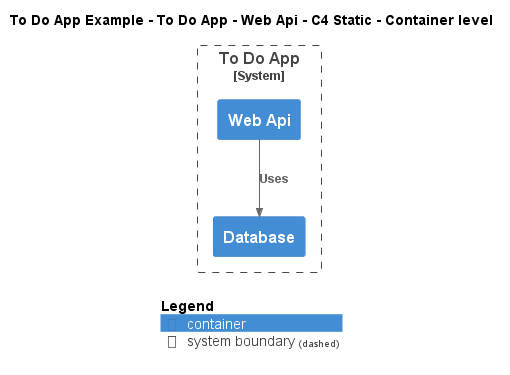 To Do App Example - To Do App - Web Api - C4 Static - Container level
To Do App
[System]
Web Api
Uses
Database
Legend
container
system boundary (dashed)